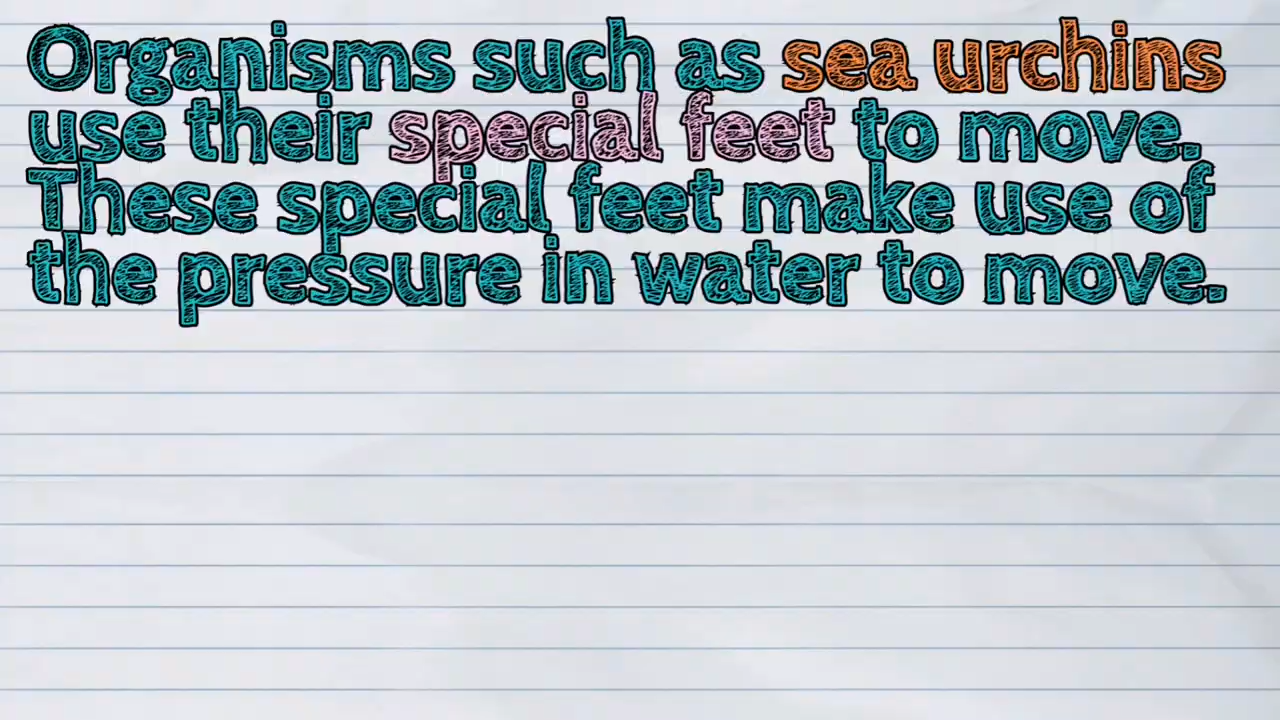 Organisms such as sea urchins
use their special feet to move.
These special feet make use of
the pressure in water to move.